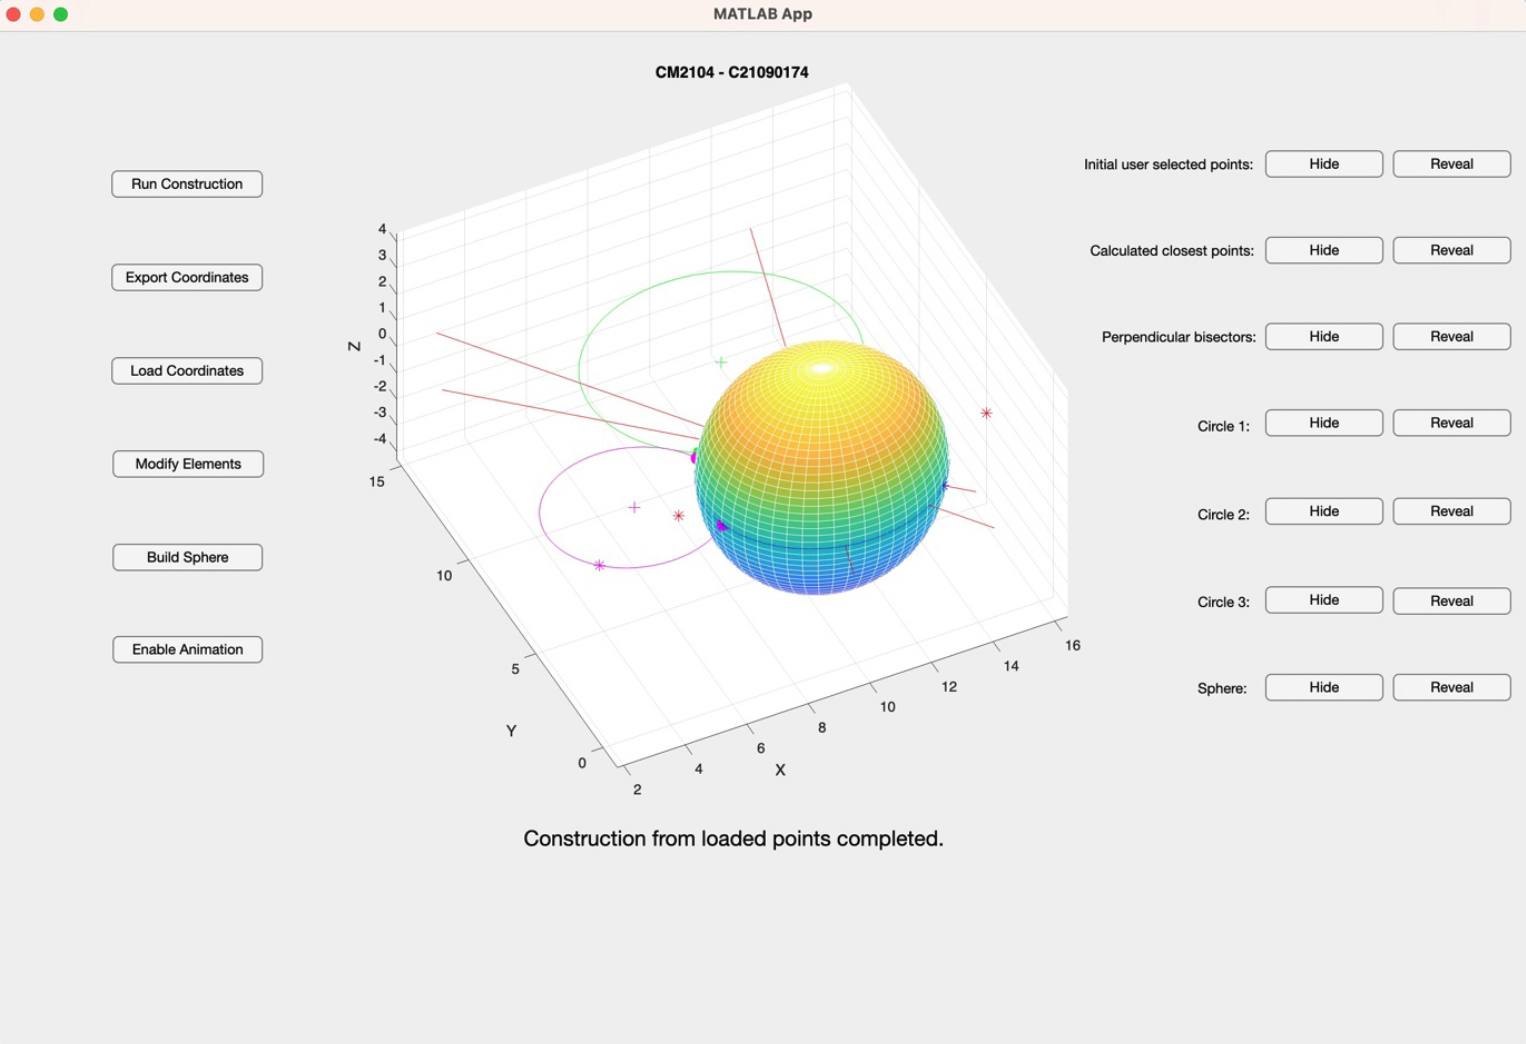 MATLAB App
CM2104 - C21090174
Run Construction
Export Coordinates
Load Coordinates
Modify Elements
Build Sphere
Enable Animation
4
3
2
1
0
-1
-2
-3
-4
Z
15
10
5
0
Y
2
4
6
8
10
12
14
16
X
Initial user selected points: Hide Reveal
Calculated closest points: Hide Reveal
Perpendicular bisectors: Hide Reveal
Circle 1: Hide Reveal
Circle 2: Hide Reveal
Circle 3: Hide Reveal
Sphere: Hide Reveal
Construction from loaded points completed.